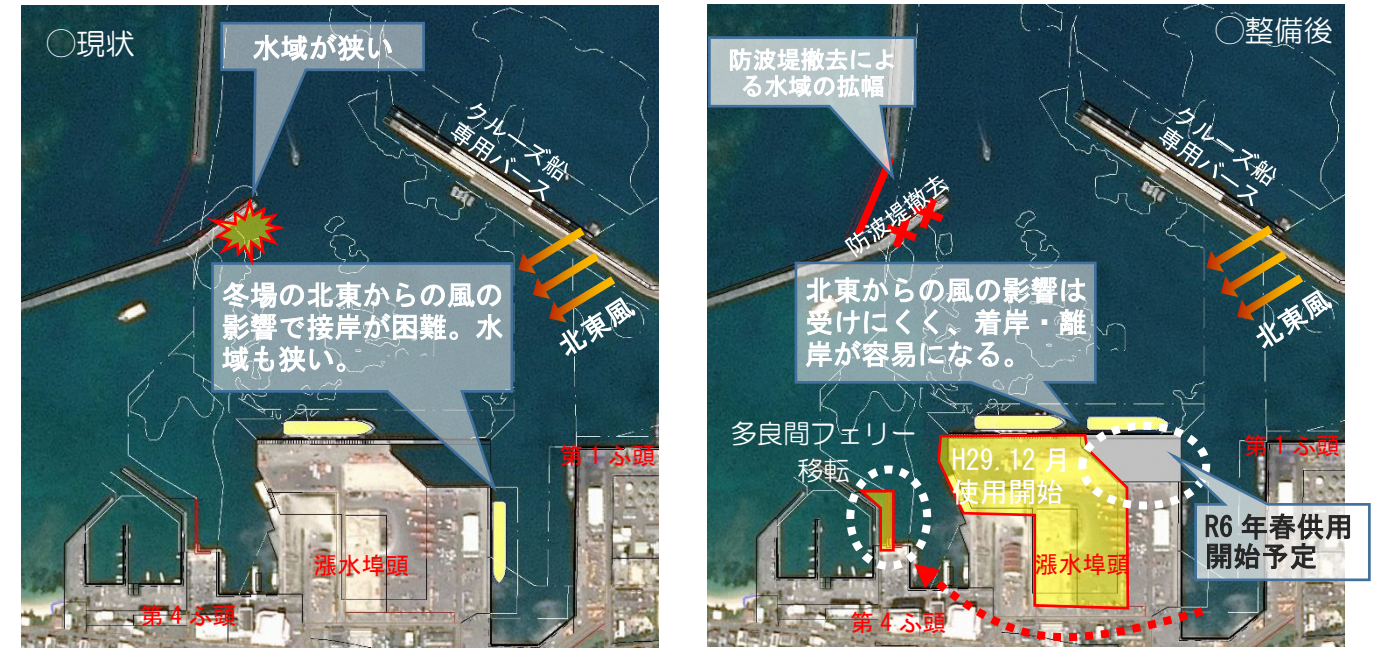 ○現状
水域が狭い
クルーズ船
専用バース
冬場の北東からの風の
影響で接岸が困難。水
域も狭い。
北東風
第1ふ頭
漲水埠頭
第4ふ頭
○整備後
防波堤撤去によ
る水域の拡幅
クルーズ船
専用バース
防波堤撤去
北東からの風の影響は
受けにくく、着岸・離
岸が容易になる。
北東風
多良間フェリー
移転
H29.12月
使用開始
第1ふ頭
R6年春供用
開始予定
漲水埠頭
第4ふ頭